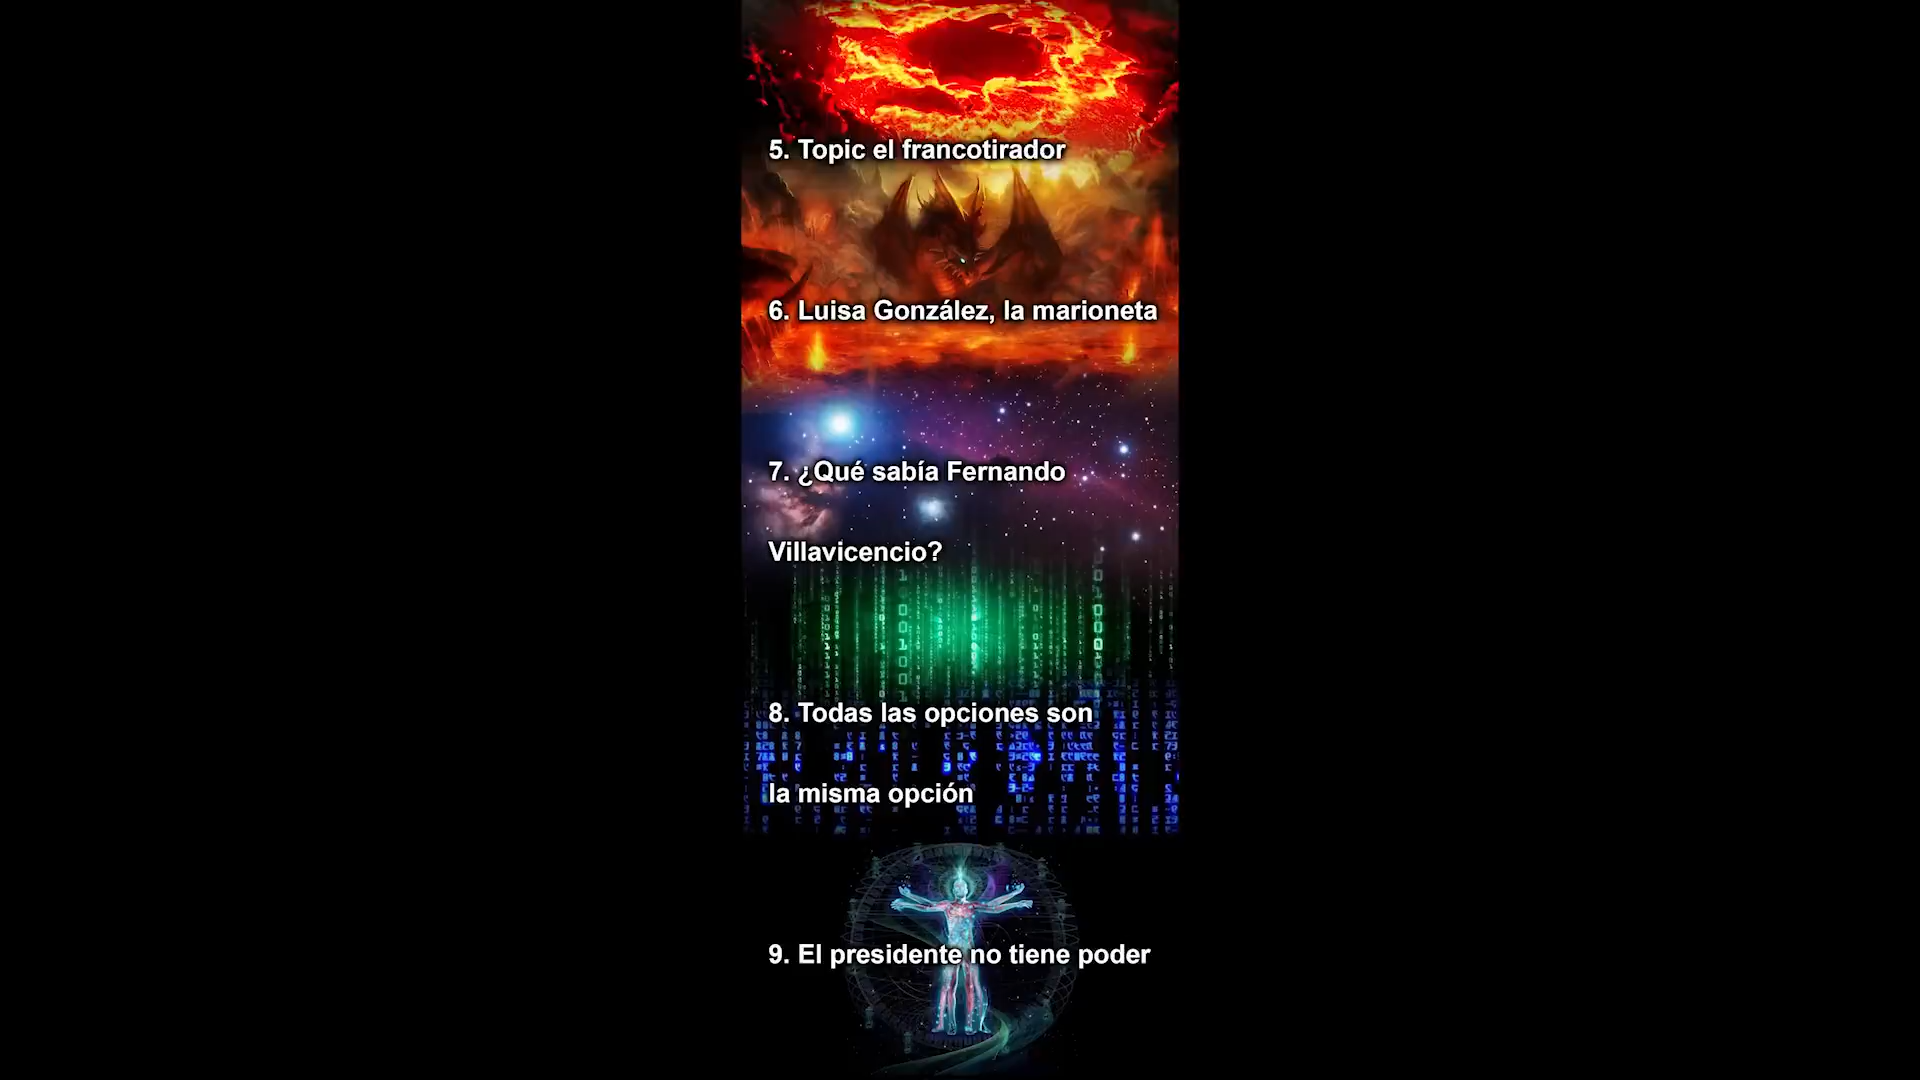 5. Topic el francotirador
6. Luisa González, la marioneta
7. ¿Qué sabía Fernando
Villavicencio?
8. Todas las opciones son
la misma opción
9. El presidente no tiene poder